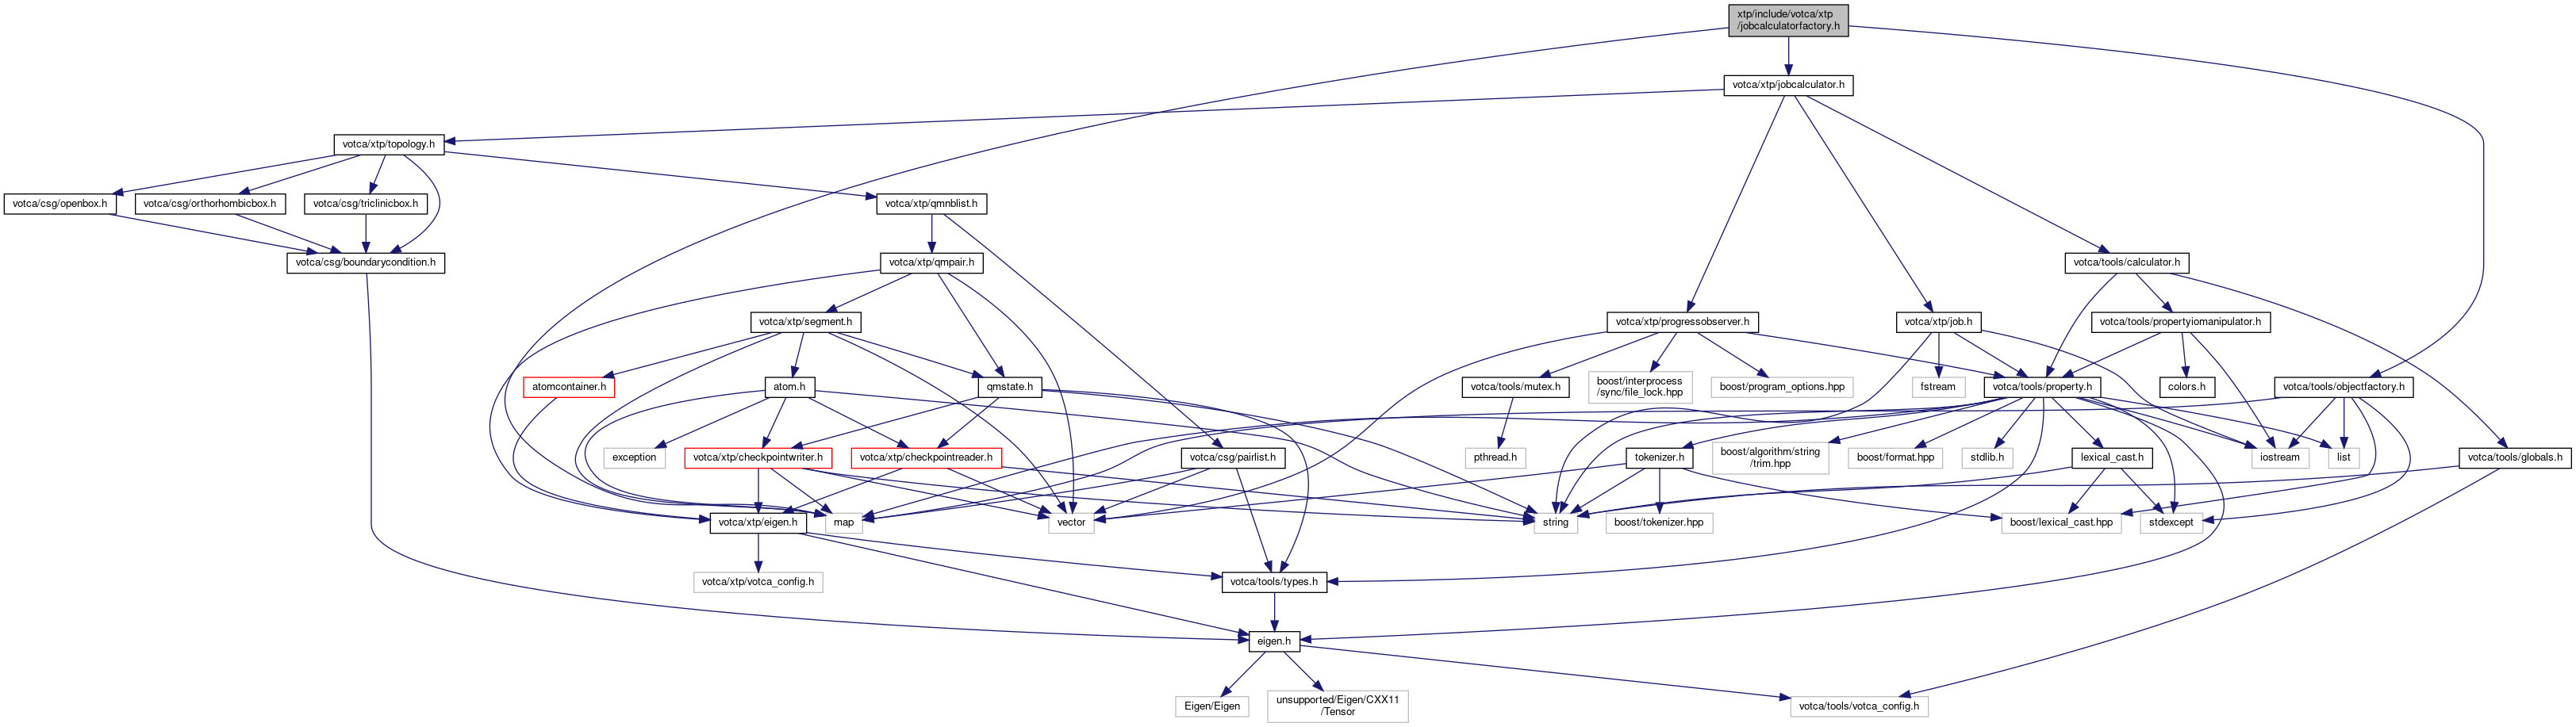 xtp/include/votca/xtp
/jobcalculatorfactory.h
votca/xtp/jobcalculator.h
votca/xtp/topology.h
votca/csg/openbox.h
votca/csg/orthorhombicbox.h
votca/csg/triclinicbox.h
votca/xtp/qmnblist.h
votca/csg/boundarycondition.h
votca/xtp/qmpair.h
votca/tools/calculator.h
votca/xtp/segment.h
votca/xtp/progressobserver.h
votca/xtp/job.h
votca/tools/propertyiomanipulator.h
atomcontainer.h
atom.h
qmstate.h
votca/tools/mutex.h
boost/interprocess
/sync/file_lock.hpp
boost/program_options.hpp
fstream
votca/tools/property.h
colors.h
votca/tools/objectfactory.h
exception
votca/xtp/checkpointwriter.h
votca/xtp/checkpointreader.h
votca/csg/pairlist.h
pthread.h
tokenizer.h
boost/algorithm/string
/trim.hpp
boost/format.hpp
stdlib.h
lexical_cast.h
iostream
list
votca/tools/globals.h
votca/xtp/eigen.h
map
vector
string
boost/tokenizer.hpp
boost/lexical_cast.hpp
stdexcept
votca/xtp/votca_config.h
votca/tools/types.h
eigen.h
Eigen/Eigen
unsupported/Eigen/CXX11
/Tensor
votca/tools/votca_config.h